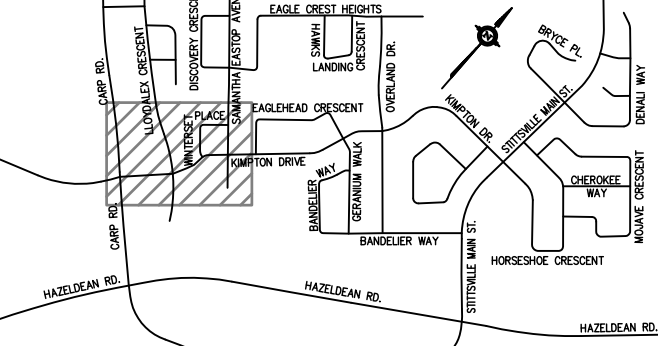 EAGLE CREST HEIGHTS
DISCOVERY CRESC
SAMANTHA EASTOP AVEN
HAWKS
LANDING
CRESCENT
OVERLAND DR.
N
BRYCE PL.
DENALI WAY
CARP RD.
LLOYDALEX CRESCENT
WINTERSET
PLACE
EAGLEHEAD CRESCENT
KIMPTON DRIVE
KIMPTON DR.
STITTSVILLE MAIN ST.
BANDELIER
WAY
GERANIUM WALK
BANDELIER WAY
CHEROKEE
WAY
MOJAVE CRESCENT
HORSESHOE CRESCENT
STITTSVILLE MAIN ST.
CARP RD.
HAZELDEAN RD.
HAZELDEAN RD.
HAZELDEAN RD.